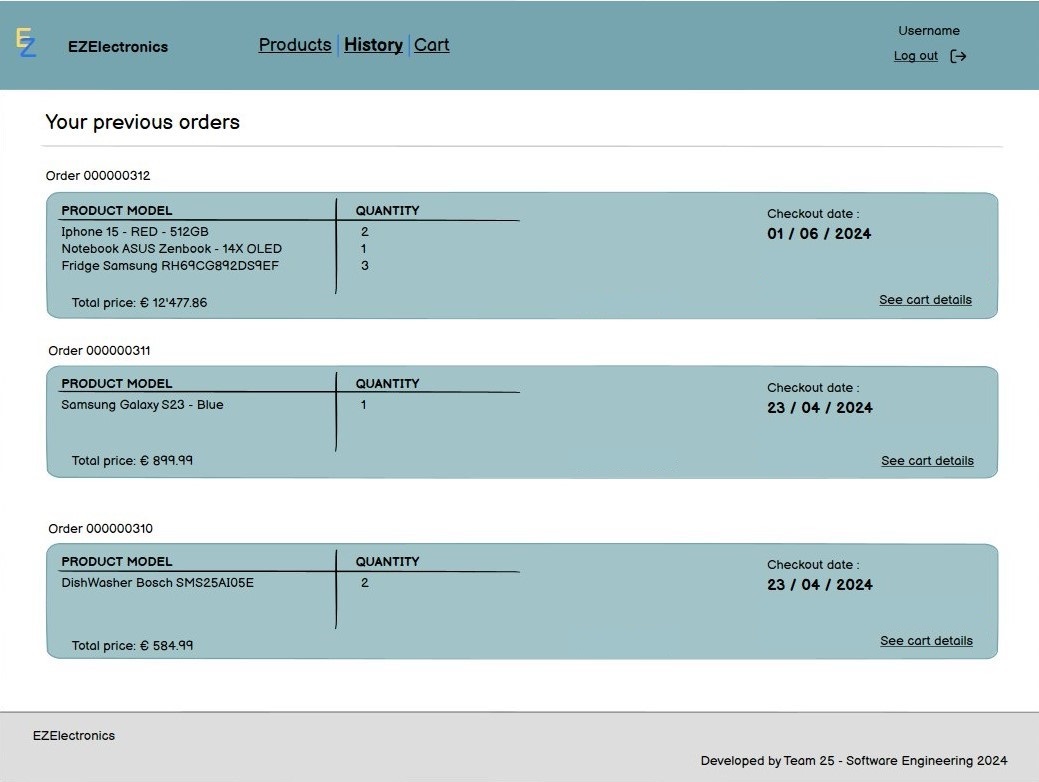 EZ
EZElectronics
Products History Cart
Username
Log out
Your previous orders
Order 000000312
PRODUCT MODEL QUANTITY
Iphone 15 - RED - 512GB 2
Notebook ASUS Zenbook - 14X OLED 1
Fridge Samsung RH69CG892DS9EF 3
Total price: € 12'477.86
Checkout date :
01 / 06 / 2024
See cart details
Order 000000311
PRODUCT MODEL QUANTITY
Samsung Galaxy S23 - Blue 1
Total price: € 899.99
Checkout date :
23 / 04 / 2024
See cart details
Order 000000310
PRODUCT MODEL QUANTITY
DishWasher Bosch SMS25AI05E 2
Total price: € 584.99
Checkout date :
23 / 04 / 2024
See cart details
EZElectronics
Developed by Team 25 - Software Engineering 2024